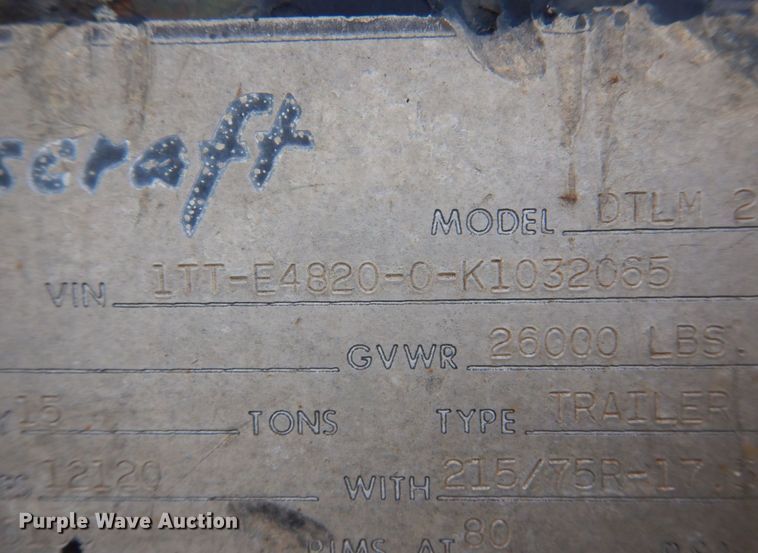 scraft
MODEL DTLM 2
VIN 1TT-E4820-0-K1032065
GVWR 26000 LBS.
15 TONS TYPE TRAILER
12120 WITH 215/75R-17.
RIMS AT 80
Purple Wave Auction